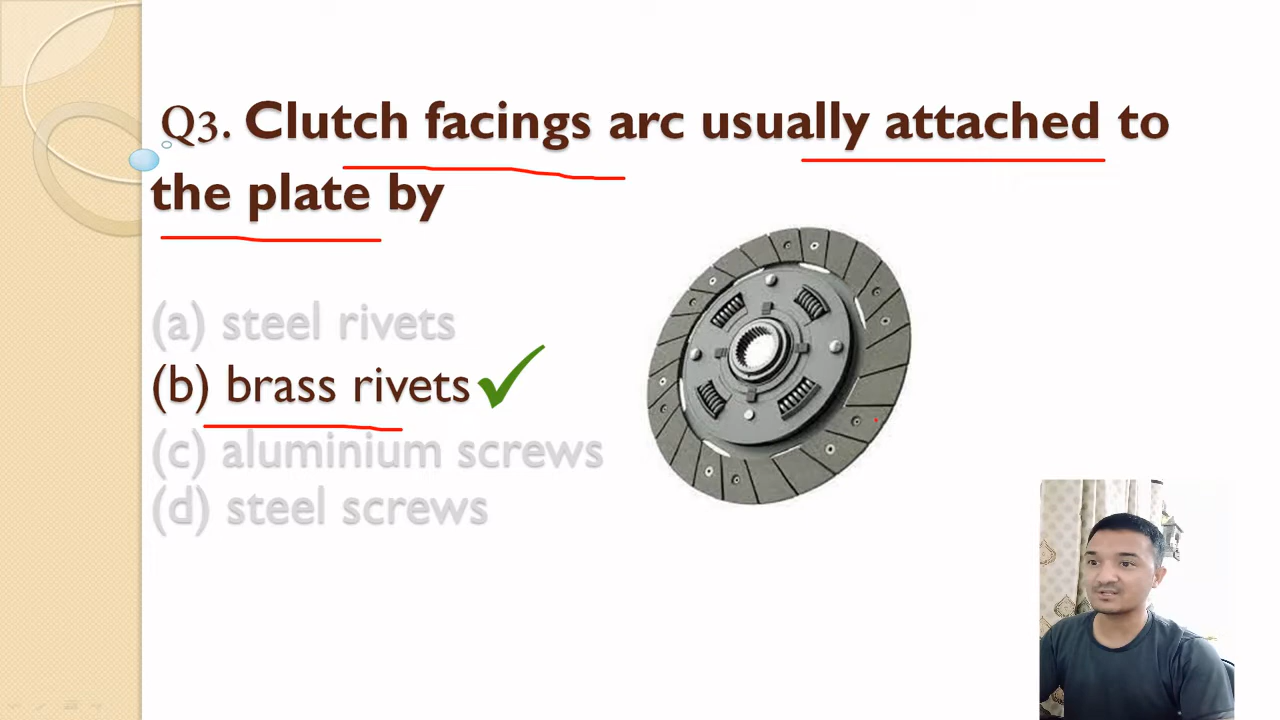 Q3. Clutch facings arc usually attached to
the plate by
(a) steel rivets
(b) brass rivets
(c) aluminium screws
(d) steel screws